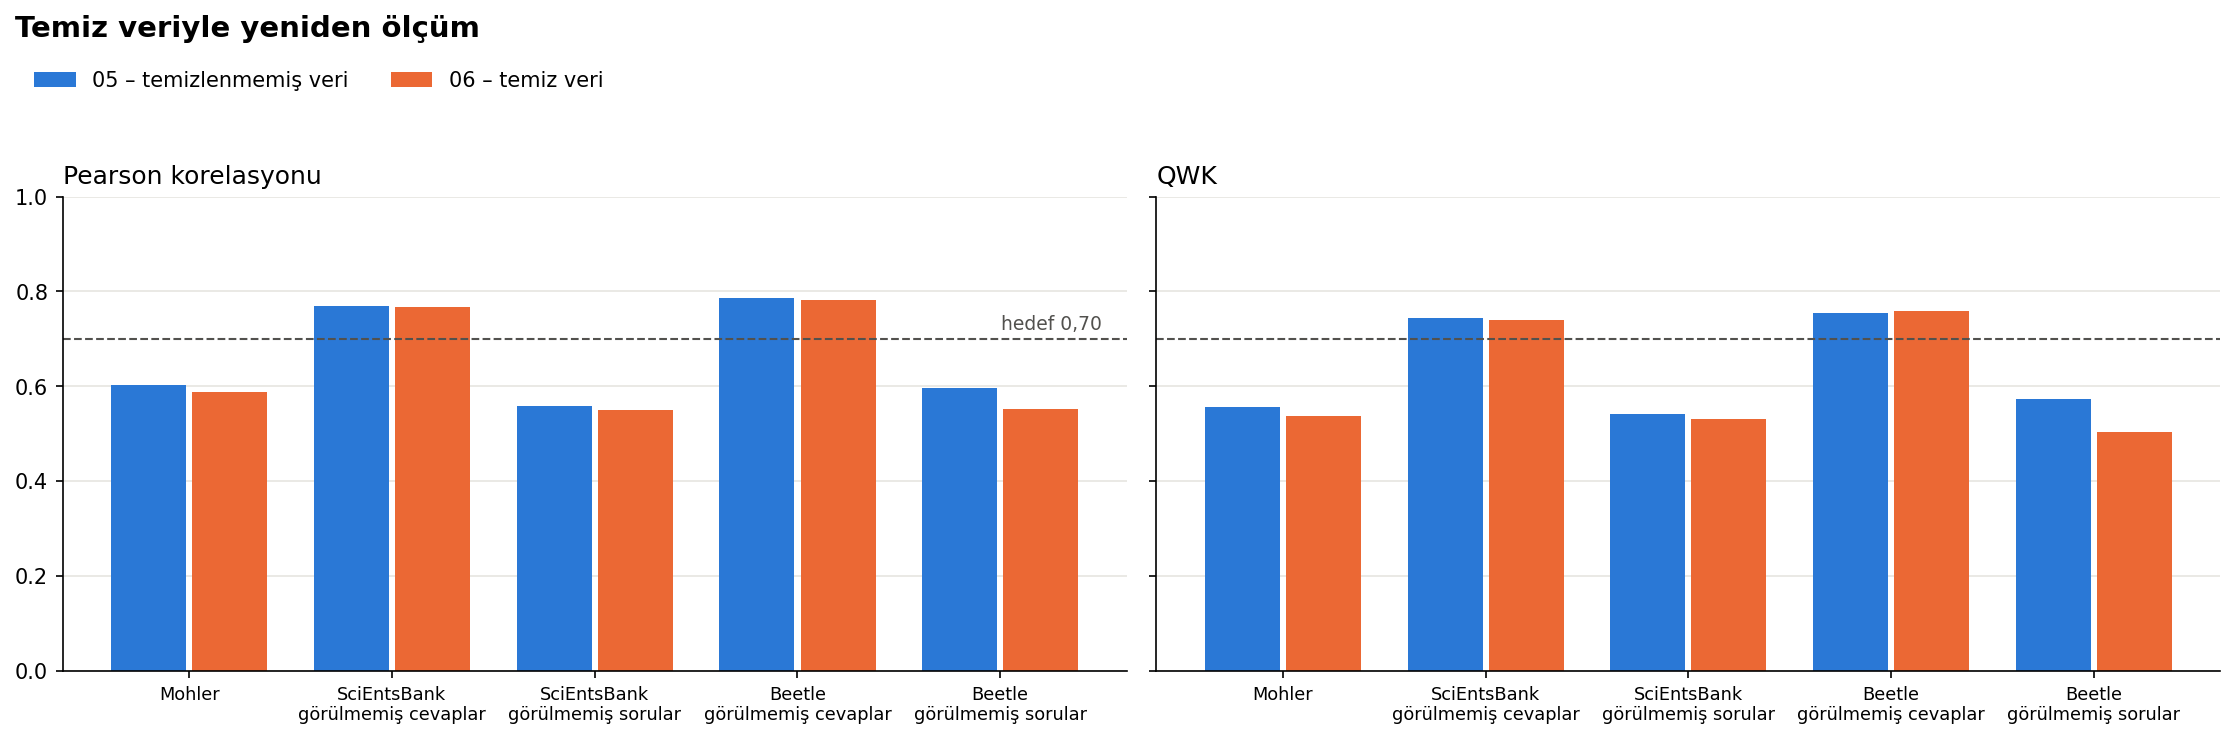 Temiz veriyle yeniden ölçüm
05 – temizlenmemiş veri
06 – temiz veri
Pearson korelasyonu
1.0
0.8
0.6
0.4
0.2
0.0
hedef 0,70
Mohler
SciEntsBank
görülmemiş cevaplar
SciEntsBank
görülmemiş sorular
Beetle
görülmemiş cevaplar
Beetle
görülmemiş sorular
QWK
Mohler
SciEntsBank
görülmemiş cevaplar
SciEntsBank
görülmemiş sorular
Beetle
görülmemiş cevaplar
Beetle
görülmemiş sorular